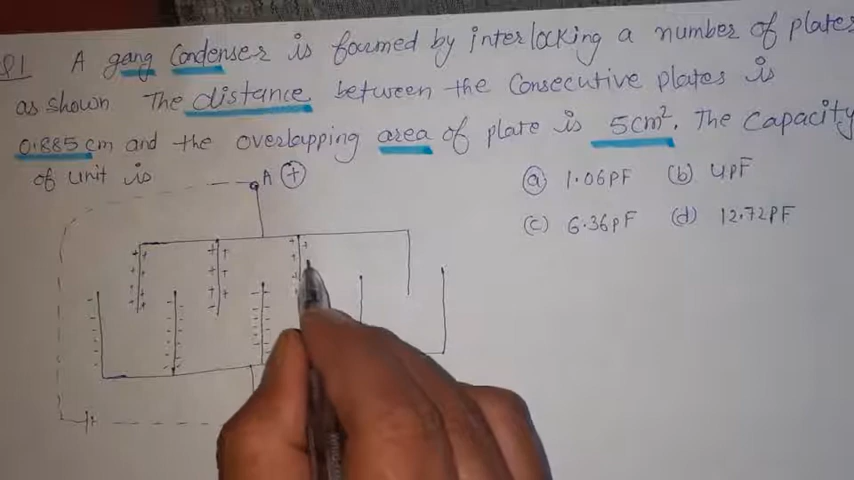 Q1 A gang Condenser is formed by interlocking a number of plates
as shown. The distance between the Consecutive plates is
0.885 cm and the overlapping area of plate is 5cm². The Capacity
of unit is
(a) 1.06PF (b) 4PF
(c) 6.36PF (d) 12.72PF
A +